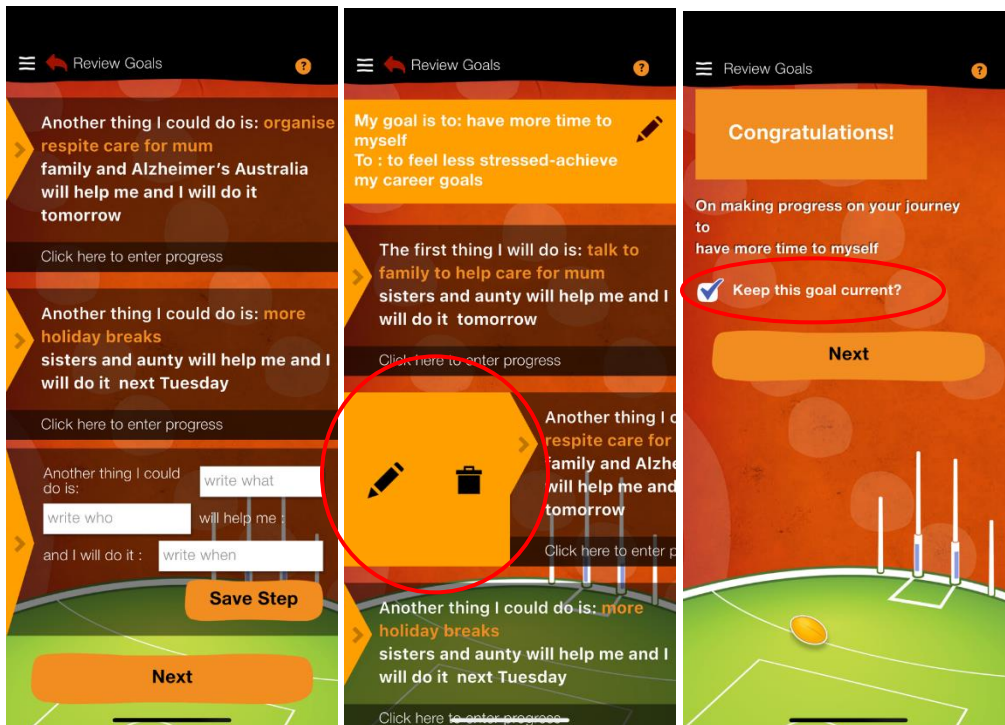 Review Goals
?
Another thing I could do is: organise
respite care for mum
family and Alzheimer's Australia
will help me and I will do it
tomorrow
Click here to enter progress
Another thing I could do is: more
holiday breaks
sisters and aunty will help me and I
will do it next Tuesday
Click here to enter progress
Another thing I could
do is:
write what
write who
will help me :
and I will do it :
write when
Save Step
Next
Review Goals
?
My goal is to: have more time to
myself
To : to feel less stressed-achieve
my career goals
The first thing I will do is: talk to
family to help care for mum
sisters and aunty will help me and I
will do it tomorrow
Click here to enter progress
Another thing I c
respite care for
family and Alzhe
will help me and
tomorrow
Click here to enter p
Another thing I could do is: more
holiday breaks
sisters and aunty will help me and I
will do it next Tuesday
Click here to enter progress
Review Goals
?
Congratulations!
On making progress on your journey
to
have more time to myself
Keep this goal current?
Next